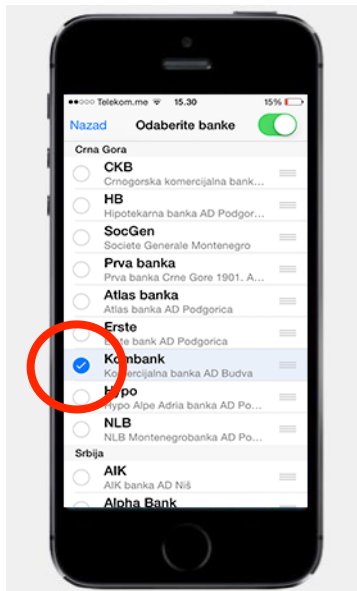 Telekom.me 15.30 15%
Nazad Odaberite banke
Crna Gora
CKB
Crnogorska komercijalna bank...
HB
Hipotekarna banka AD Podgor...
SocGen
Societe Generale Montenegro
Prva banka
Prva banka Crne Gore 1901. A...
Atlas banka
Atlas banka AD Podgorica
Erste
bank AD Podgorica
Kombank
banka AD Budva
Hypo
Hypo Alpe Adria banka AD Po...
NLB
NLB Montenegrobanka AD Po...
Srbija
AIK
AIK banka AD Niš
Alpha Bank